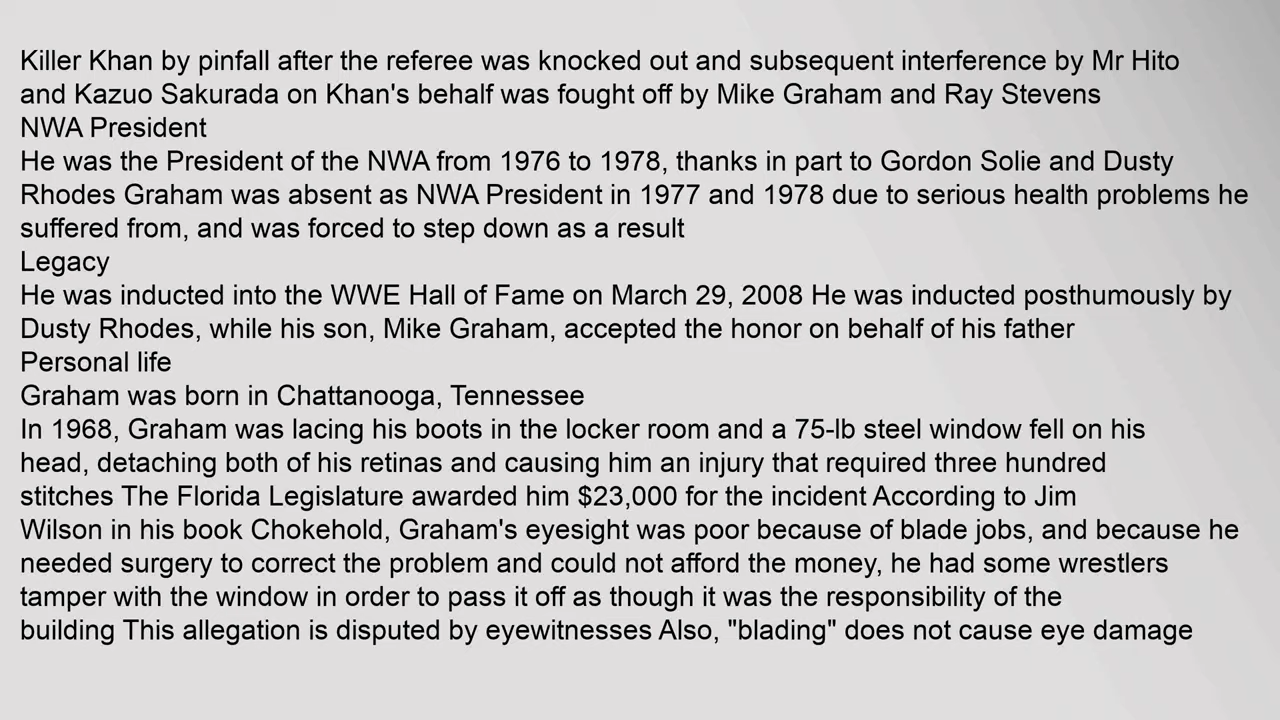 Killer Khan by pinfall after the referee was knocked out and subsequent interference by Mr Hito
and Kazuo Sakurada on Khan's behalf was fought off by Mike Graham and Ray Stevens
NWA President
He was the President of the NWA from 1976 to 1978, thanks in part to Gordon Solie and Dusty
Rhodes Graham was absent as NWA President in 1977 and 1978 due to serious health problems he
suffered from, and was forced to step down as a result
Legacy
He was inducted into the WWE Hall of Fame on March 29, 2008 He was inducted posthumously by
Dusty Rhodes, while his son, Mike Graham, accepted the honor on behalf of his father
Personal life
Graham was born in Chattanooga, Tennessee
In 1968, Graham was lacing his boots in the locker room and a 75-lb steel window fell on his
head, detaching both of his retinas and causing him an injury that required three hundred
stitches The Florida Legislature awarded him $23,000 for the incident According to Jim
Wilson in his book Chokehold, Graham's eyesight was poor because of blade jobs, and because he
needed surgery to correct the problem and could not afford the money, he had some wrestlers
tamper with the window in order to pass it off as though it was the responsibility of the
building This allegation is disputed by eyewitnesses Also, "blading" does not cause eye damage